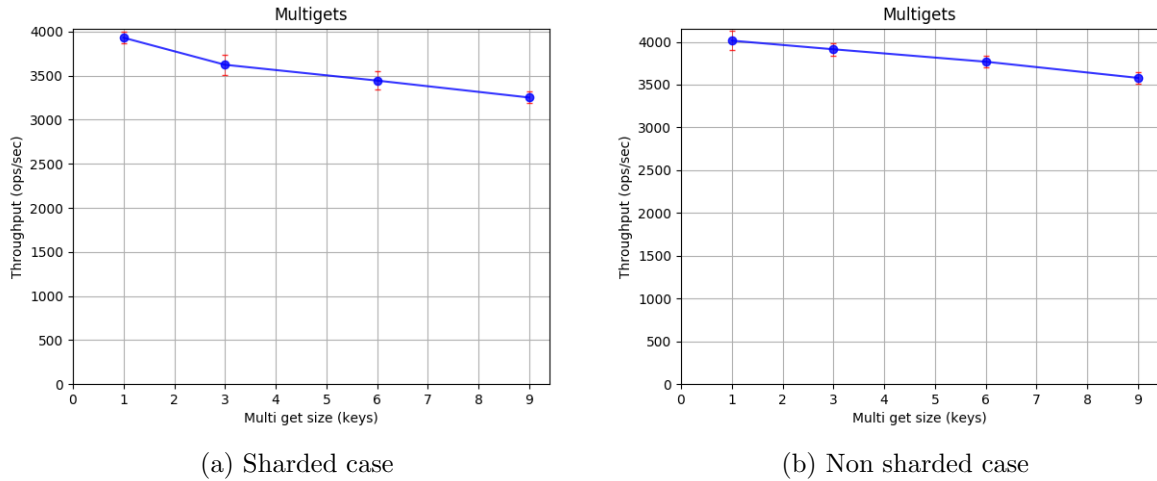 Multigets
4000
3500
3000
2500
2000
1500
1000
500
0
Throughput (ops/sec)
0 1 2 3 4 5 6 7 8 9
Multi get size (keys)
(a) Sharded case
Multigets
4000
3500
3000
2500
2000
1500
1000
500
0
Throughput (ops/sec)
0 1 2 3 4 5 6 7 8 9
Multi get size (keys)
(b) Non sharded case